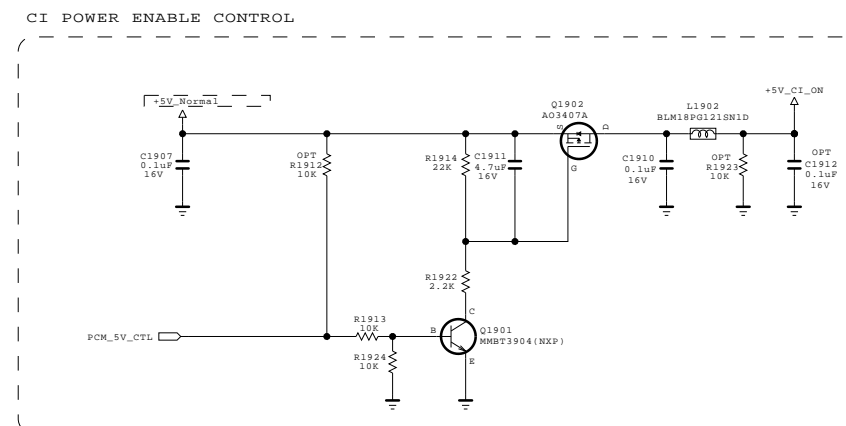 CI POWER ENABLE CONTROL
+5V_Normal
C1907
0.1uF
16V
OPT
R1912
10K
R1914
22K
C1911
4.7uF
16V
Q1902
AO3407A
S
D
G
C1910
0.1uF
16V
L1902
BLM18PG121SN1D
OPT
R1923
10K
+5V_CI_ON
OPT
C1912
0.1uF
16V
R1922
2.2K
PCM_5V_CTL
R1913
10K
R1924
10K
B
C
E
Q1901
MMBT3904(NXP)